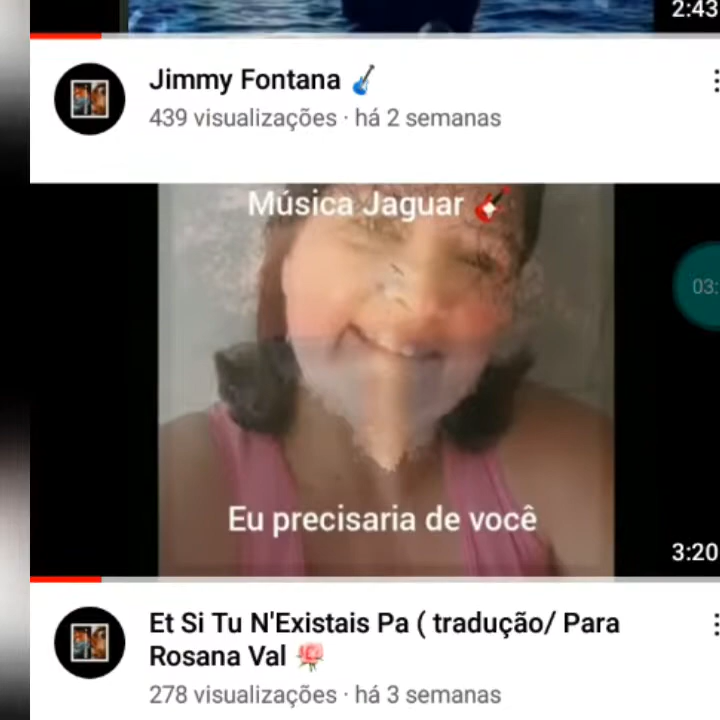 2:43
Jimmy Fontana 🎸
439 visualizações · há 2 semanas
Música Jaguar 🎸
03:
Eu precisaria de você
3:20
Et Si Tu N'Existais Pa ( tradução/ Para
Rosana Val 🌹
278 visualizações · há 3 semanas